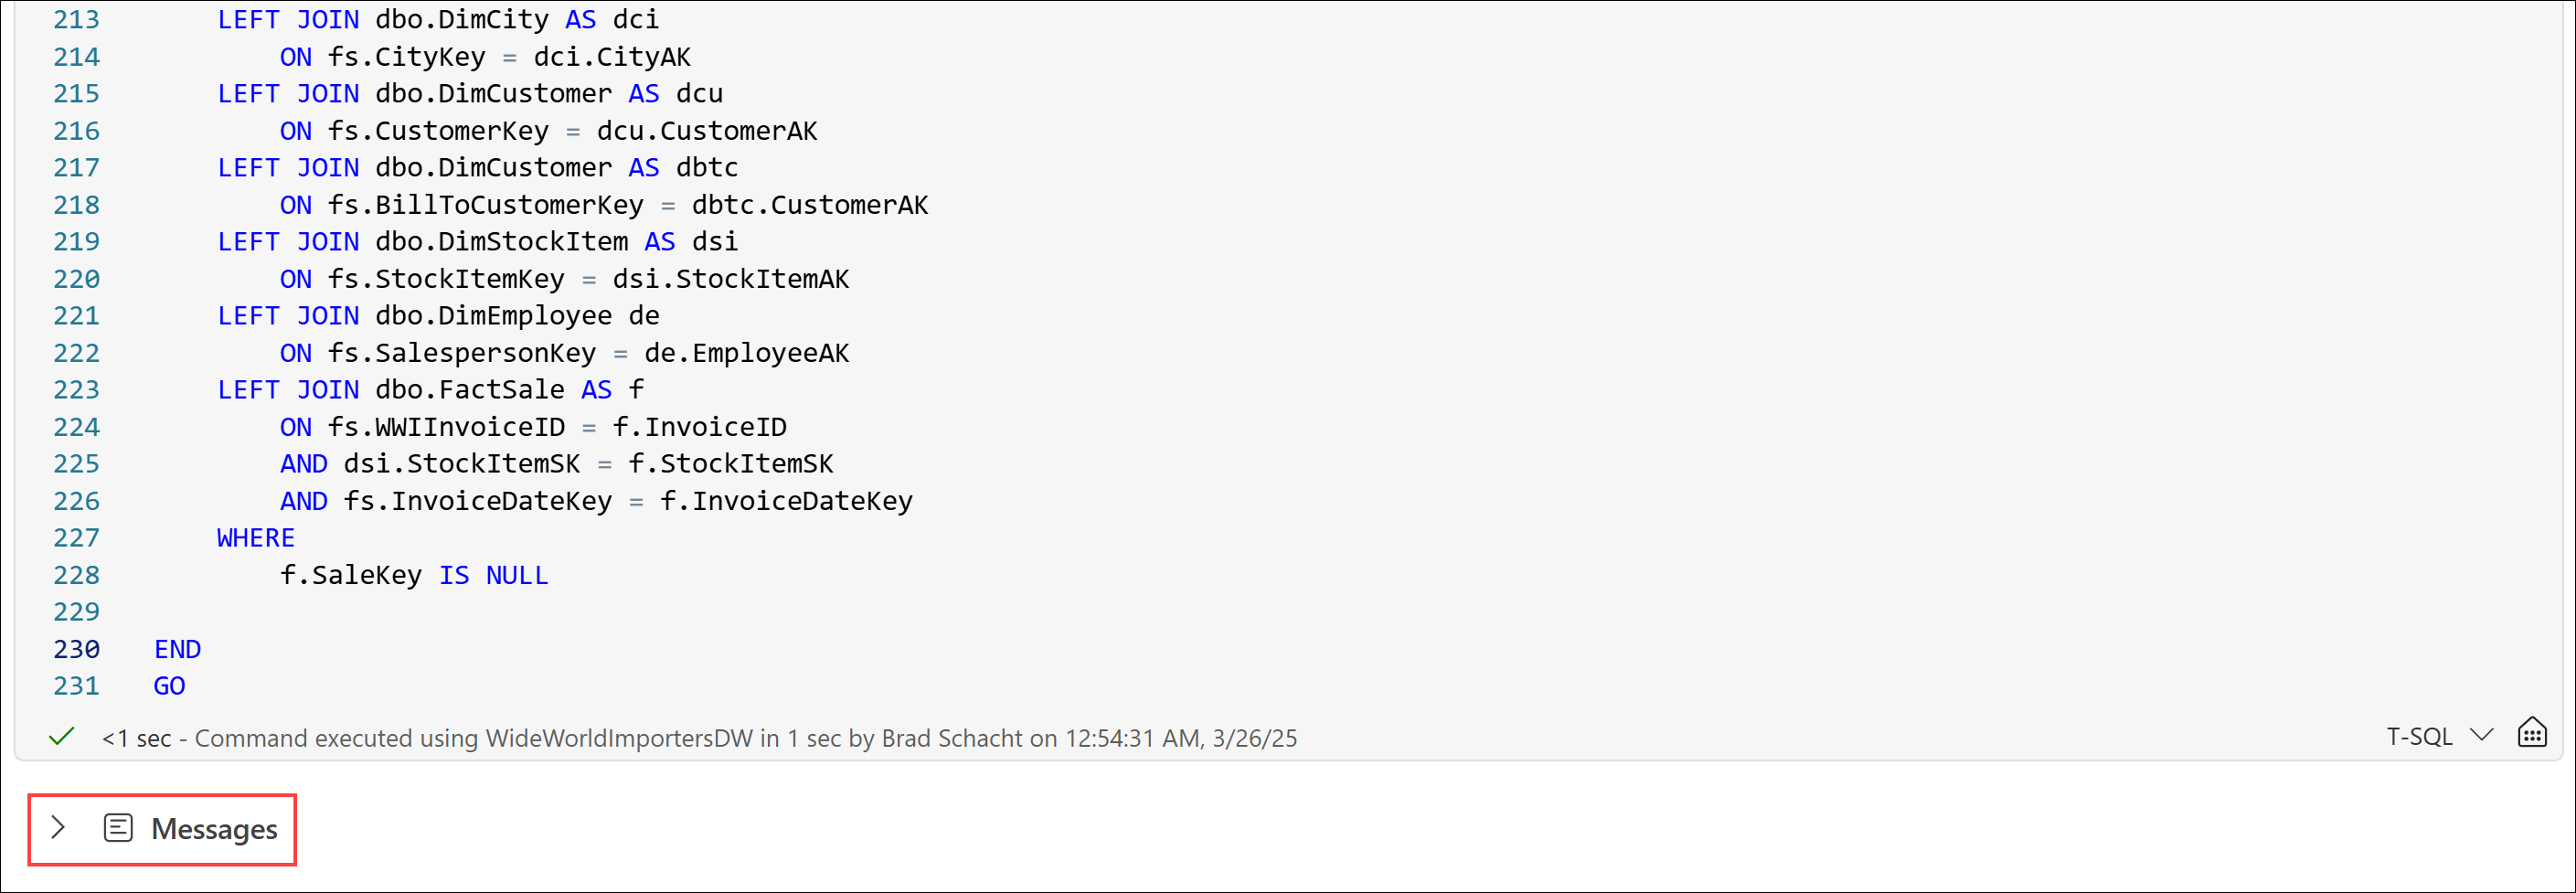 213 LEFT JOIN dbo.DimCity AS dci
214 ON fs.CityKey = dci.CityAK
215 LEFT JOIN dbo.DimCustomer AS dcu
216 ON fs.CustomerKey = dcu.CustomerAK
217 LEFT JOIN dbo.DimCustomer AS dbtc
218 ON fs.BillToCustomerKey = dbtc.CustomerAK
219 LEFT JOIN dbo.DimStockItem AS dsi
220 ON fs.StockItemKey = dsi.StockItemAK
221 LEFT JOIN dbo.DimEmployee de
222 ON fs.SalespersonKey = de.EmployeeAK
223 LEFT JOIN dbo.FactSale AS f
224 ON fs.WWIInvoiceID = f.InvoiceID
225 AND dsi.StockItemSK = f.StockItemSK
226 AND fs.InvoiceDateKey = f.InvoiceDateKey
227 WHERE
228 f.SaleKey IS NULL
229
230 END
231 GO
<1 sec - Command executed using WideWorldImportersDW in 1 sec by Brad Schacht on 12:54:31 AM, 3/26/25 T-SQL
Messages